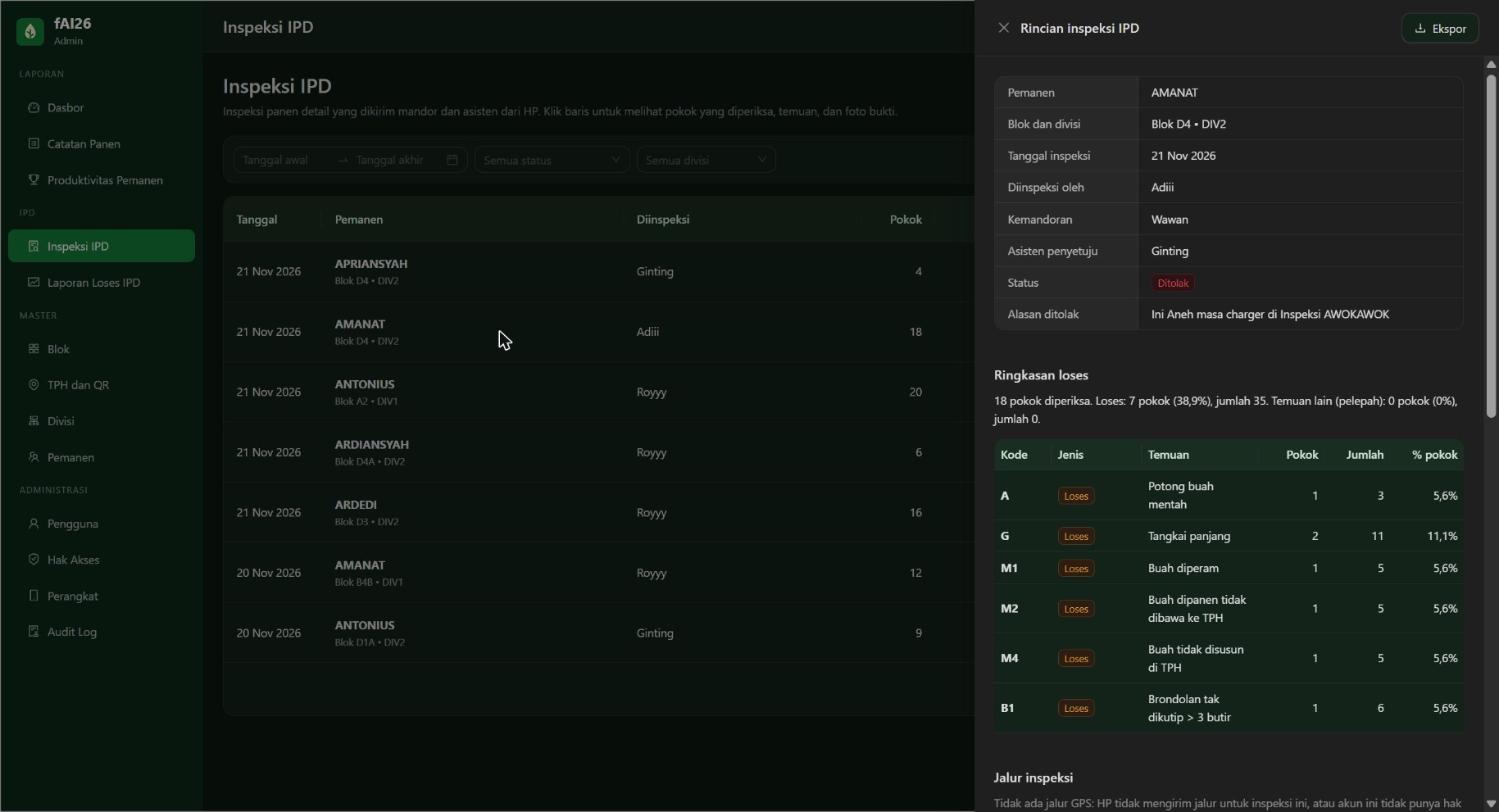 fAI26
Admin
LAPORAN
Dasbor
Catatan Panen
Produktivitas Pemanen
IPD
Inspeksi IPD
Laporan Loses IPD
MASTER
Blok
TPH dan QR
Divisi
Pemanen
ADMINISTRASI
Pengguna
Hak Akses
Perangkat
Audit Log
Inspeksi IPD
Inspeksi IPD
Inspeksi panen detail yang dikirim mandor dan asisten dari HP. Klik baris untuk melihat pokok yang diperiksa, temuan, dan foto bukti.
Tanggal awal → Tanggal akhir Semua status Semua divisi
Tanggal Pemanen Diinspeksi Pokok
21 Nov 2026 APRIANSYAH Ginting 4
Blok D4 • DIV2
21 Nov 2026 AMANAT Adiii 18
Blok D4 • DIV2
21 Nov 2026 ANTONIUS Royyy 20
Blok A2 • DIV1
21 Nov 2026 ARDIANSYAH Royyy 6
Blok D4A • DIV2
21 Nov 2026 ARDEDI Royyy 16
Blok D3 • DIV2
20 Nov 2026 AMANAT Royyy 12
Blok B4B • DIV1
20 Nov 2026 ANTONIUS Ginting 9
Blok D1A • DIV2
Rincian inspeksi IPD
Ekspor
Pemanen AMANAT
Blok dan divisi Blok D4 • DIV2
Tanggal inspeksi 21 Nov 2026
Diinspeksi oleh Adiii
Kemandoran Wawan
Asisten penyetuju Ginting
Status Ditolak
Alasan ditolak Ini Aneh masa charger di Inspeksi AWOKAWOK
Ringkasan loses
18 pokok diperiksa. Loses: 7 pokok (38,9%), jumlah 35. Temuan lain (pelepah): 0 pokok (0%),
jumlah 0.
Kode Jenis Temuan Pokok Jumlah % pokok
A Loses Potong buah mentah 1 3 5,6%
G Loses Tangkai panjang 2 11 11,1%
M1 Loses Buah diperam 1 5 5,6%
M2 Loses Buah dipanen tidak dibawa ke TPH 1 5 5,6%
M4 Loses Buah tidak disusun di TPH 1 5 5,6%
B1 Loses Brondolan tak dikutip > 3 butir 1 6 5,6%
Jalur inspeksi
Tidak ada jalur GPS: HP tidak mengirim jalur untuk inspeksi ini, atau akun ini tidak punya hak